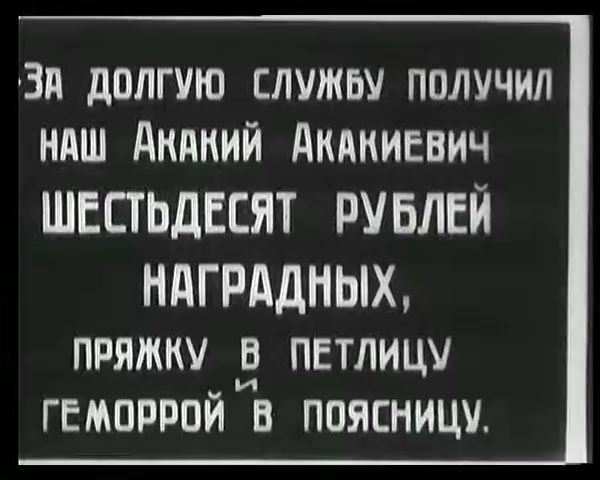 За долгую службу получил
наш Акакий Акакиевич
шестьдесят рублей
наградных,
пряжку в петлицу
и
геморрой в поясницу.